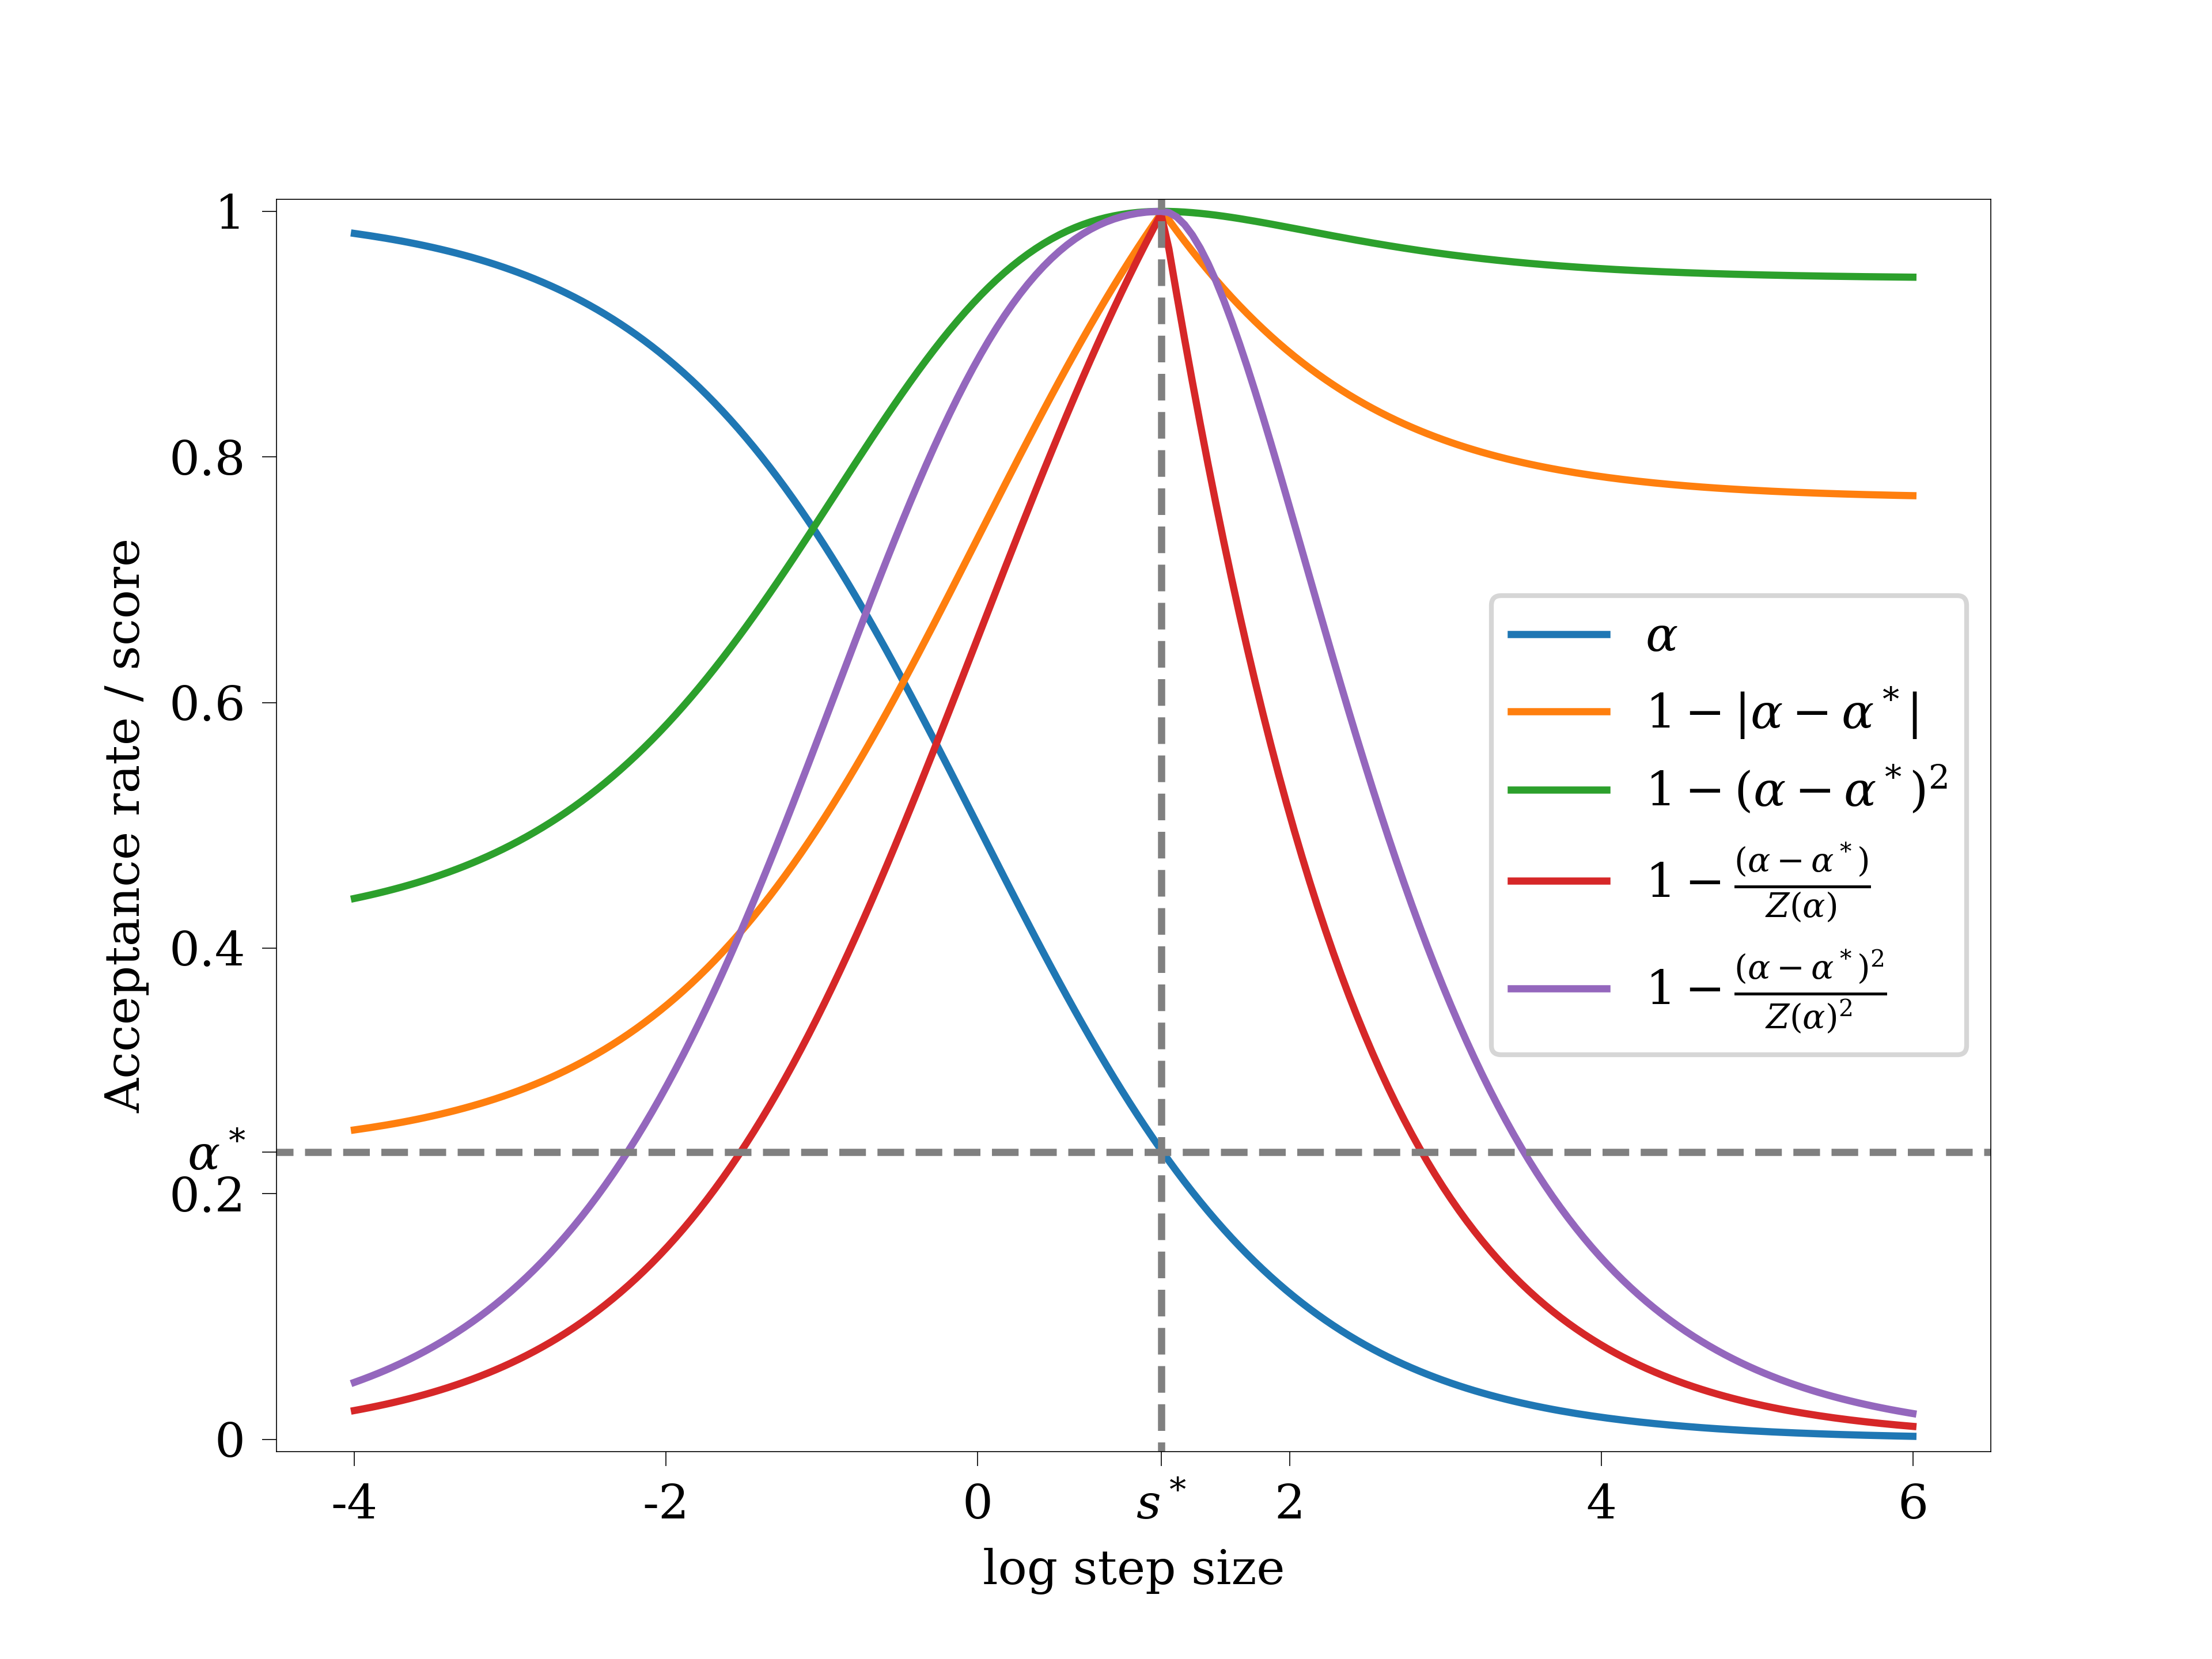 1
0.8
0.6
0.4
α*
0.2
0
Acceptance rate / score
-4 -2 0 s* 2 4 6
log step size
α
1 − |α − α*|
1 − (α − α*)²
1 − (α − α*) / Z(α)
1 − (α − α*)² / Z(α)²